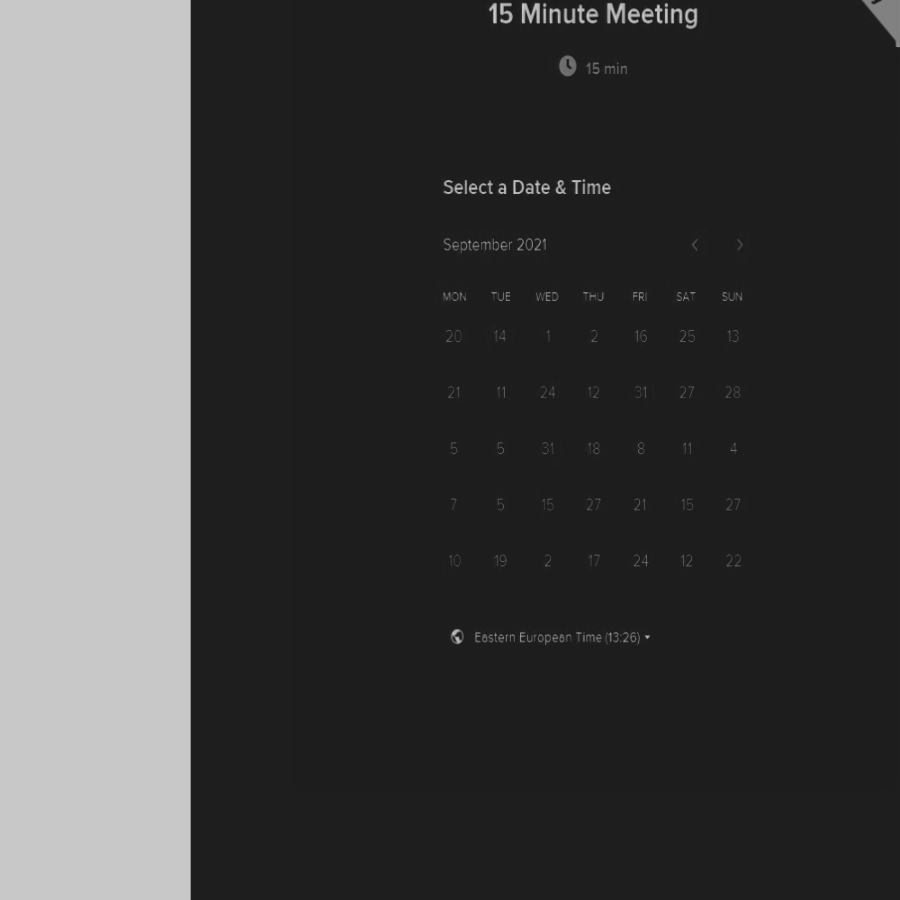 15 Minute Meeting
15 min
Select a Date & Time
September 2021
MON TUE WED THU FRI SAT SUN
20 14 1 2 16 25 13
21 11 24 12 31 27 28
5 5 31 18 8 11 4
7 5 15 27 21 15 27
10 19 2 17 24 12 22
Eastern European Time (13:26)